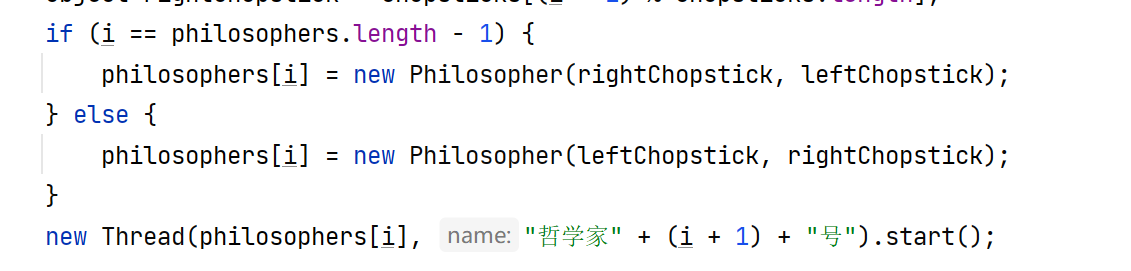 if (i == philosophers.length - 1) {
    philosophers[i] = new Philosopher(rightChopstick, leftChopstick);
} else {
    philosophers[i] = new Philosopher(leftChopstick, rightChopstick);
}
new Thread(philosophers[i], name: "哲学家" + (i + 1) + "号").start();